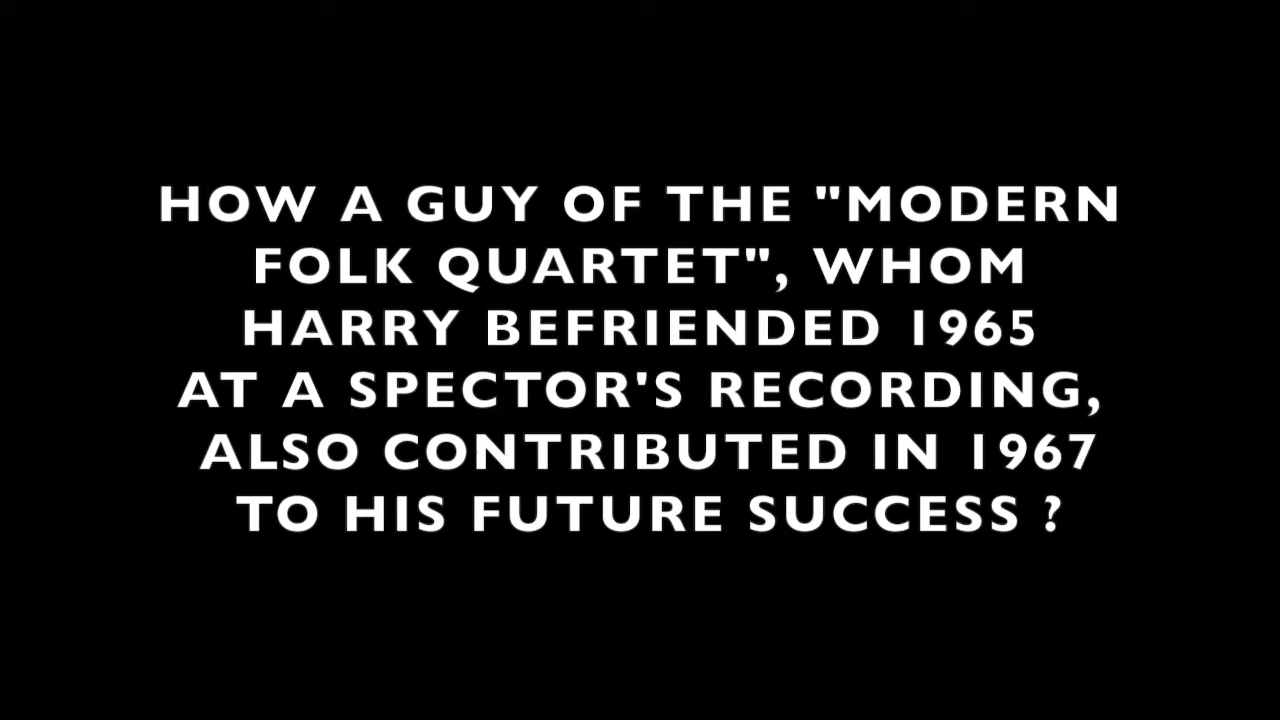 HOW A GUY OF THE "MODERN
FOLK QUARTET", WHOM
HARRY BEFRIENDED 1965
AT A SPECTOR'S RECORDING,
ALSO CONTRIBUTED IN 1967
TO HIS FUTURE SUCCESS ?